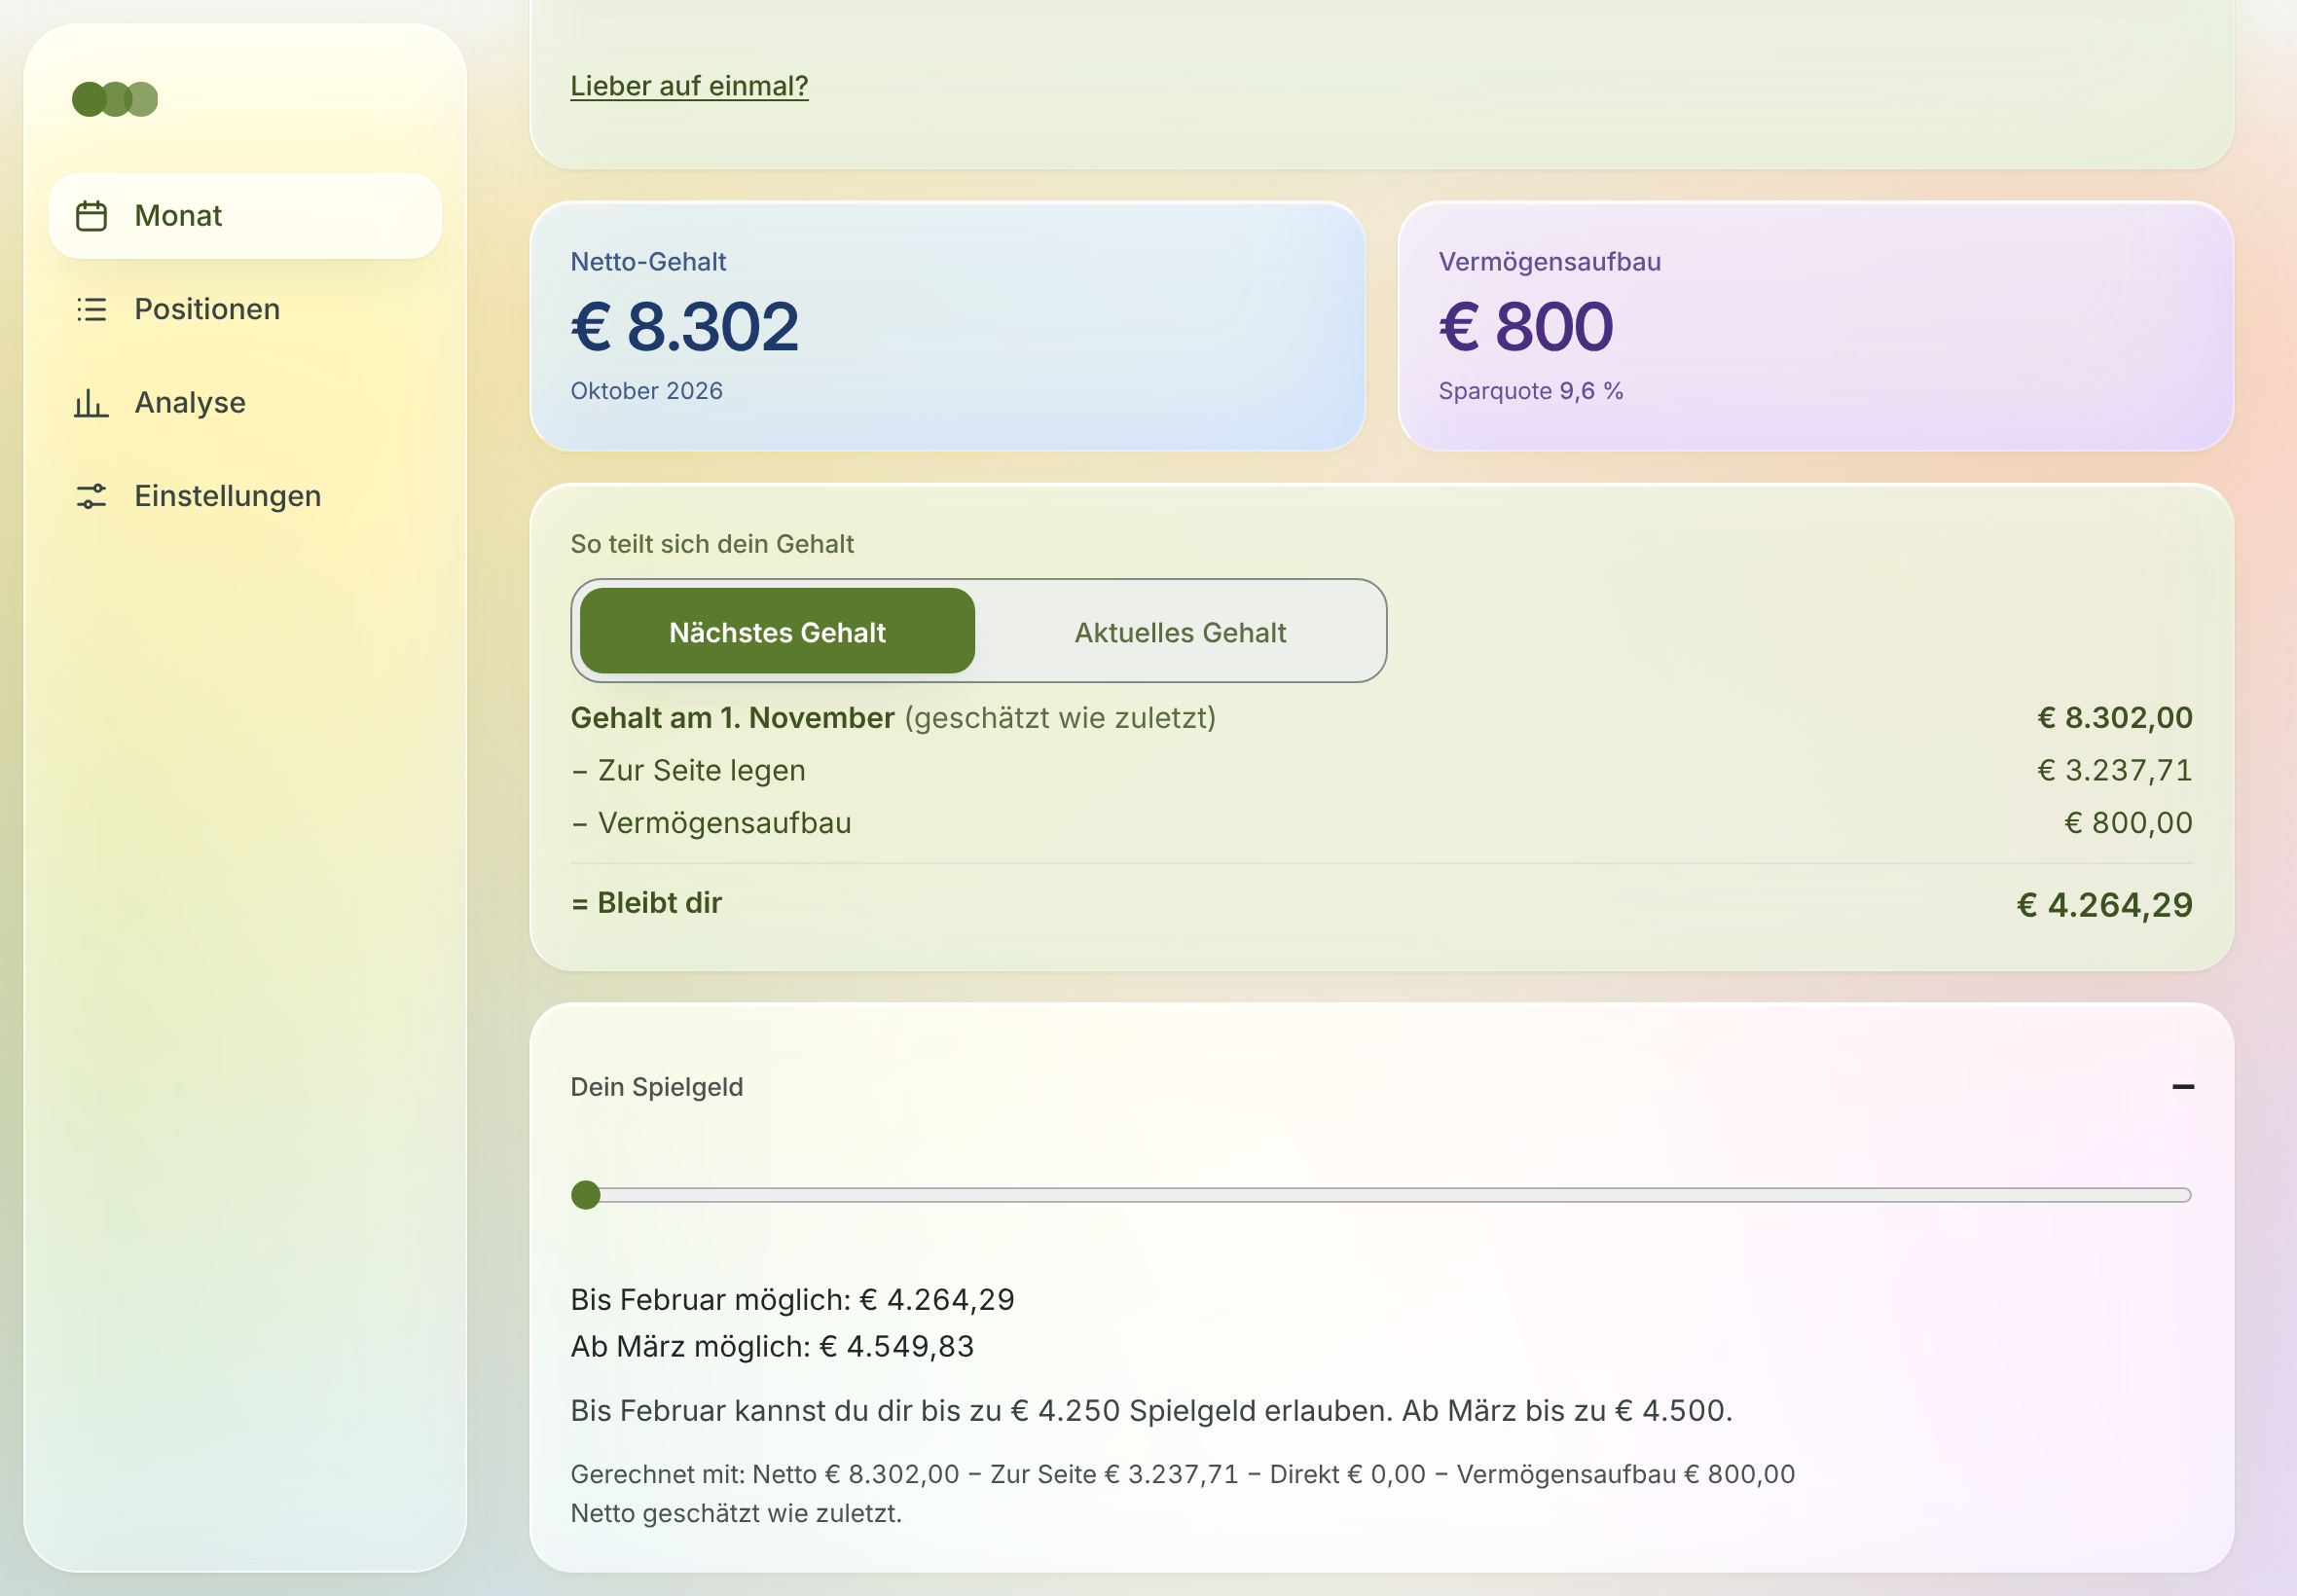 Lieber auf einmal?
Monat
Positionen
Analyse
Einstellungen
Netto-Gehalt
€ 8.302
Oktober 2026
Vermögensaufbau
€ 800
Sparquote 9,6 %
So teilt sich dein Gehalt
Nächstes Gehalt
Aktuelles Gehalt
Gehalt am 1. November (geschätzt wie zuletzt) € 8.302,00
− Zur Seite legen € 3.237,71
− Vermögensaufbau € 800,00
= Bleibt dir € 4.264,29
Dein Spielgeld –
Bis Februar möglich: € 4.264,29
Ab März möglich: € 4.549,83
Bis Februar kannst du dir bis zu € 4.250 Spielgeld erlauben. Ab März bis zu € 4.500.
Gerechnet mit: Netto € 8.302,00 − Zur Seite € 3.237,71 − Direkt € 0,00 − Vermögensaufbau € 800,00
Netto geschätzt wie zuletzt.